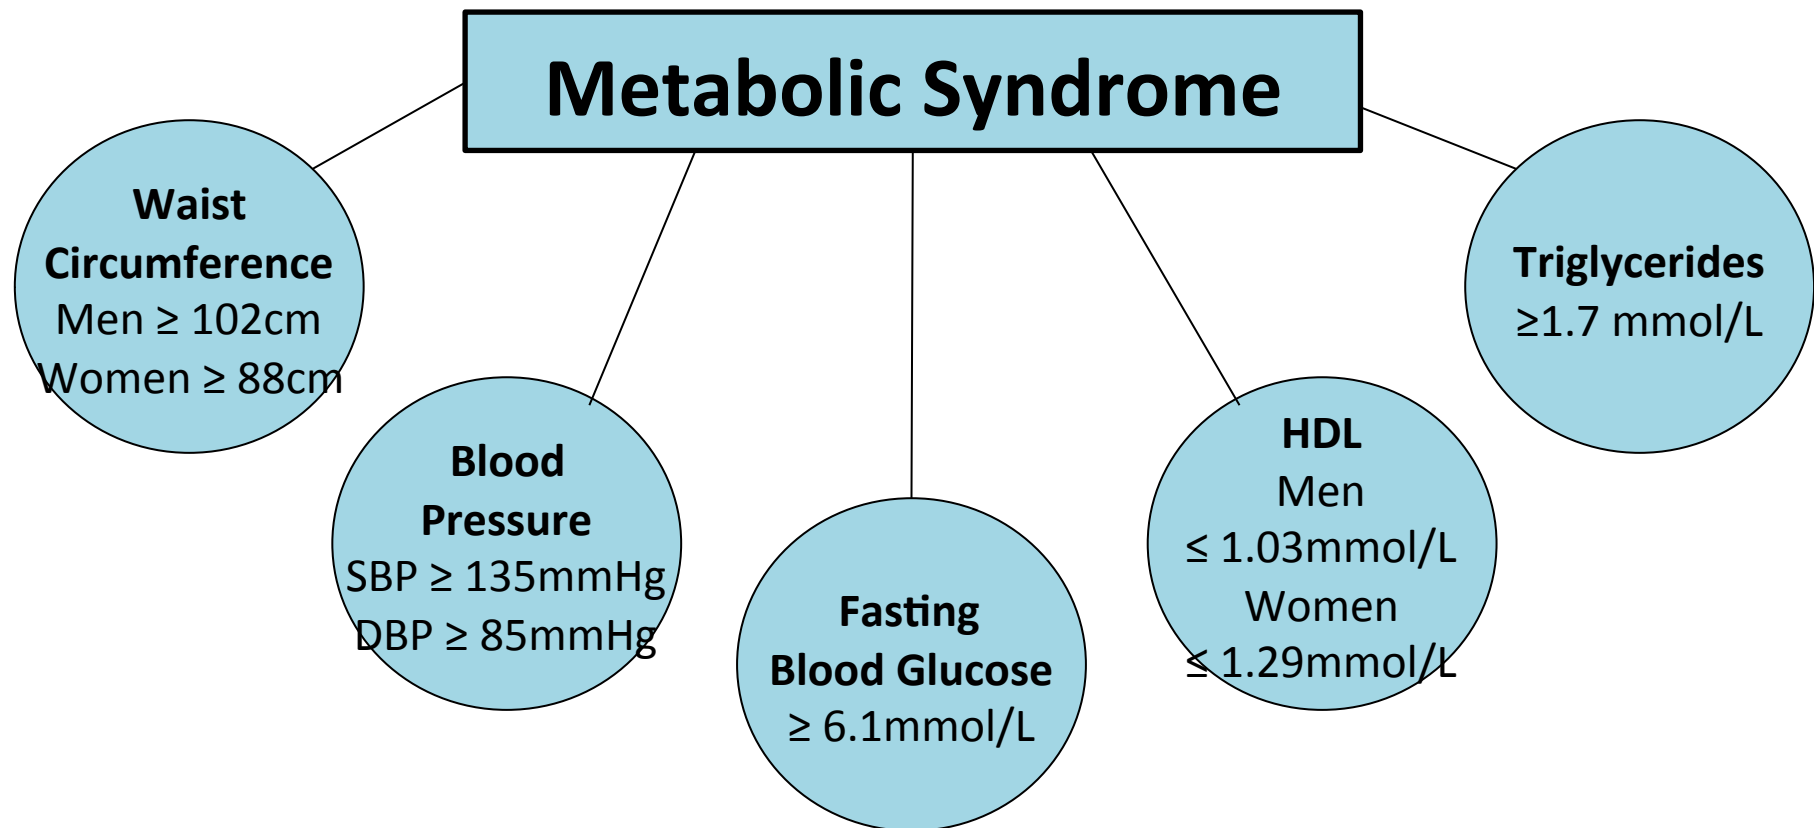 Metabolic Syndrome
Waist
Circumference
Men ≥ 102cm
Women ≥ 88cm
Blood
Pressure
SBP ≥ 135mmHg
DBP ≥ 85mmHg
Fasting
Blood Glucose
≥ 6.1mmol/L
HDL
Men
≤ 1.03mmol/L
Women
≤ 1.29mmol/L
Triglycerides
≥1.7 mmol/L